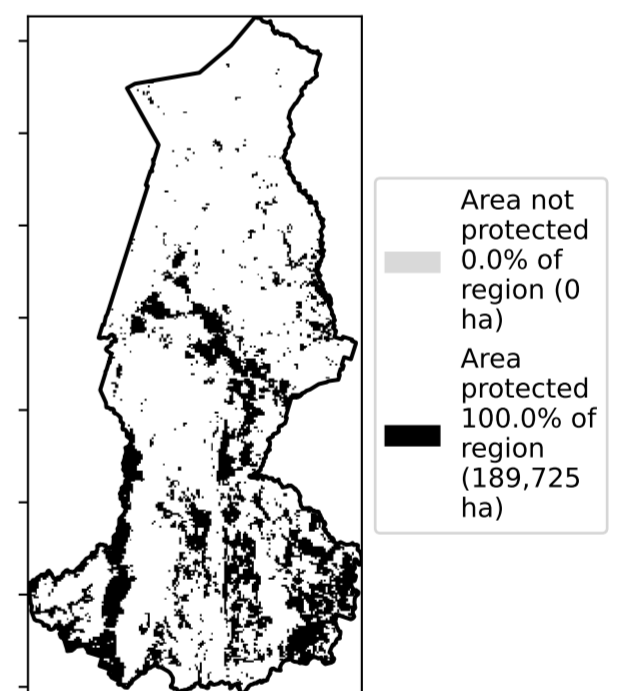 Area not
protected
0.0% of
region (0
ha)
Area
protected
100.0% of
region
(189,725
ha)